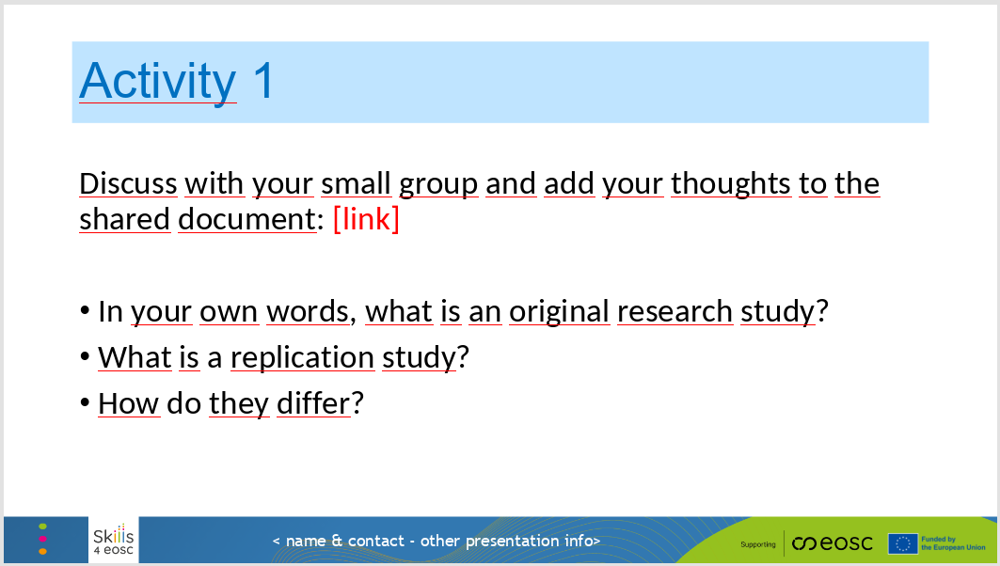 Activity 1
Discuss with your small group and add your thoughts to the
shared document: [link]
• In your own words, what is an original research study?
• What is a replication study?
• How do they differ?
Skills
4 eosc
< name & contact - other presentation info>
Supporting
eosc
Funded by
the European Union